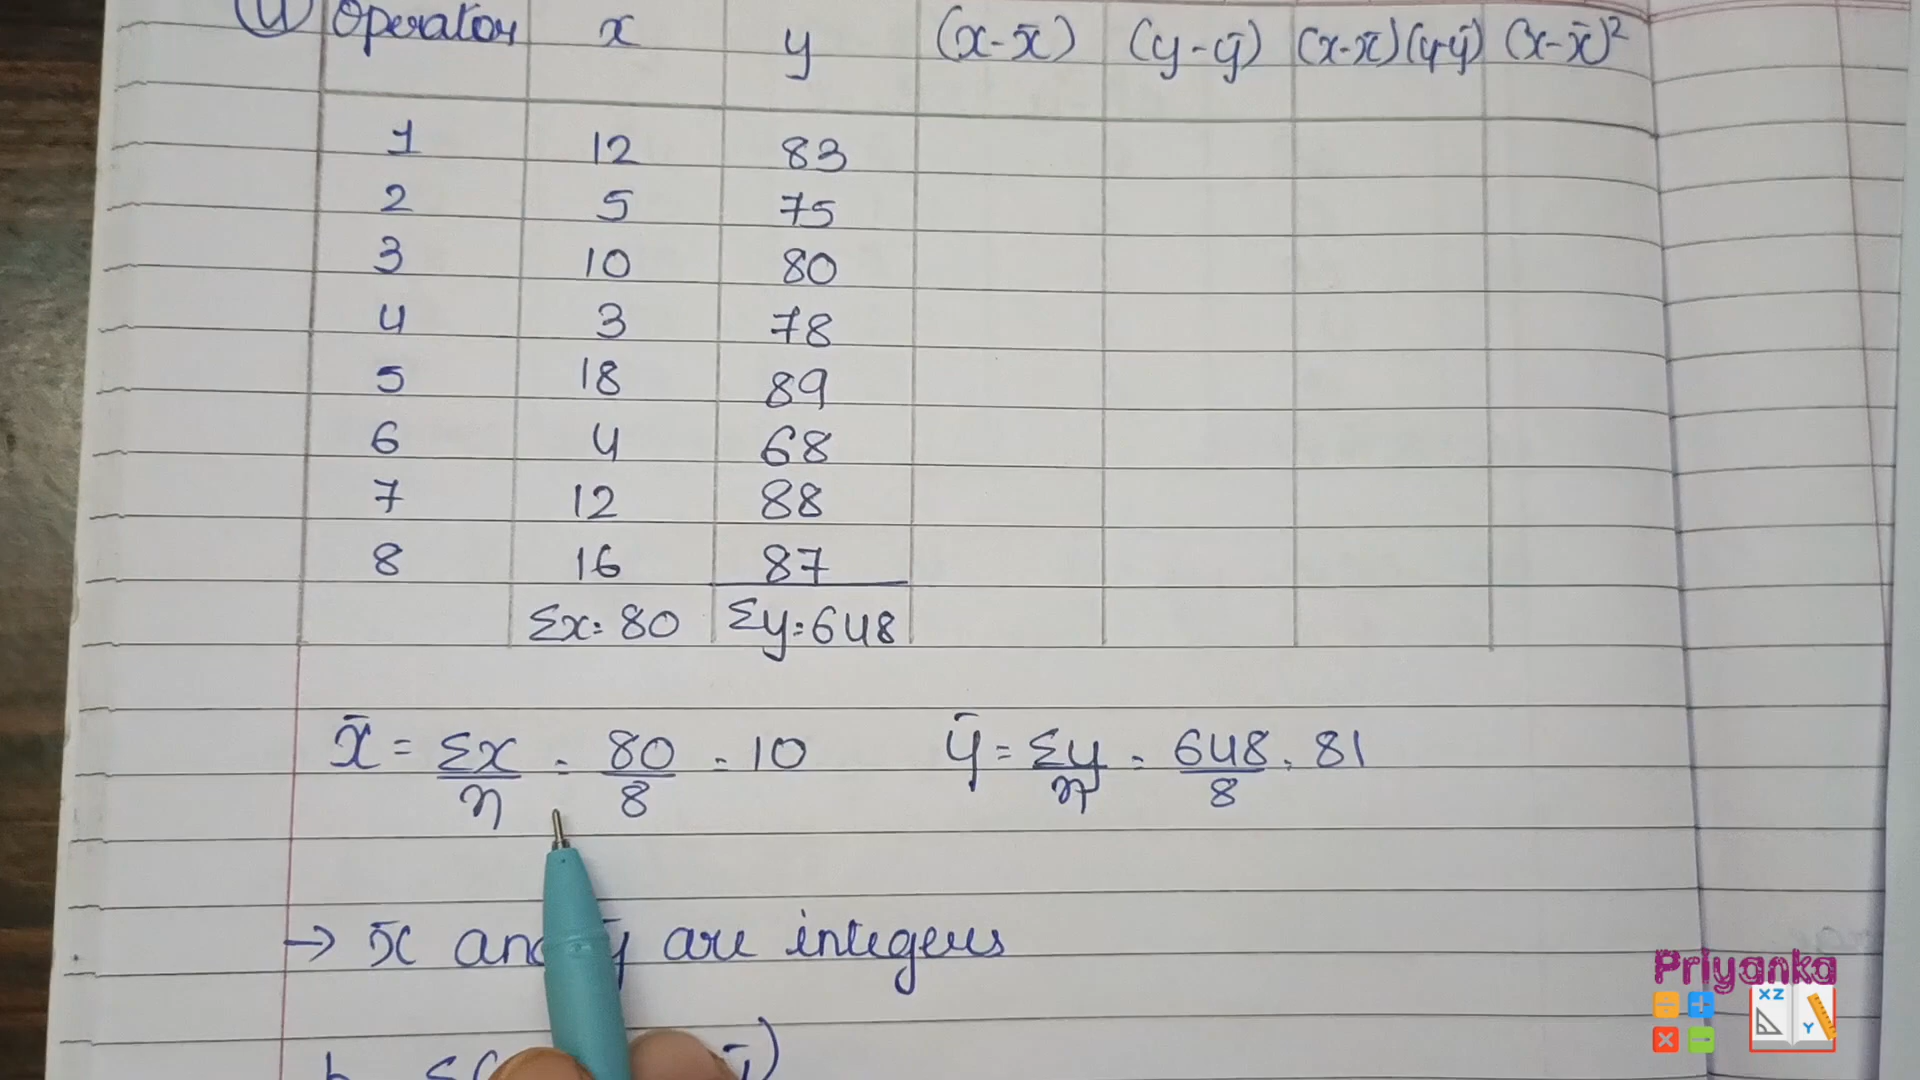 Operator x y (x-x̄) (y-ȳ) (x-x̄)(y-ȳ) (x-x̄)²
1 12 83
2 5 75
3 10 80
4 3 78
5 18 89
6 4 68
7 12 88
8 16 87
Σx = 80 Σy = 648
x̄ = Σx/n = 80/8 = 10 ȳ = Σy/n = 648/8 = 81
→ x̄ and ȳ are integers
Priyanka
XZ
Y